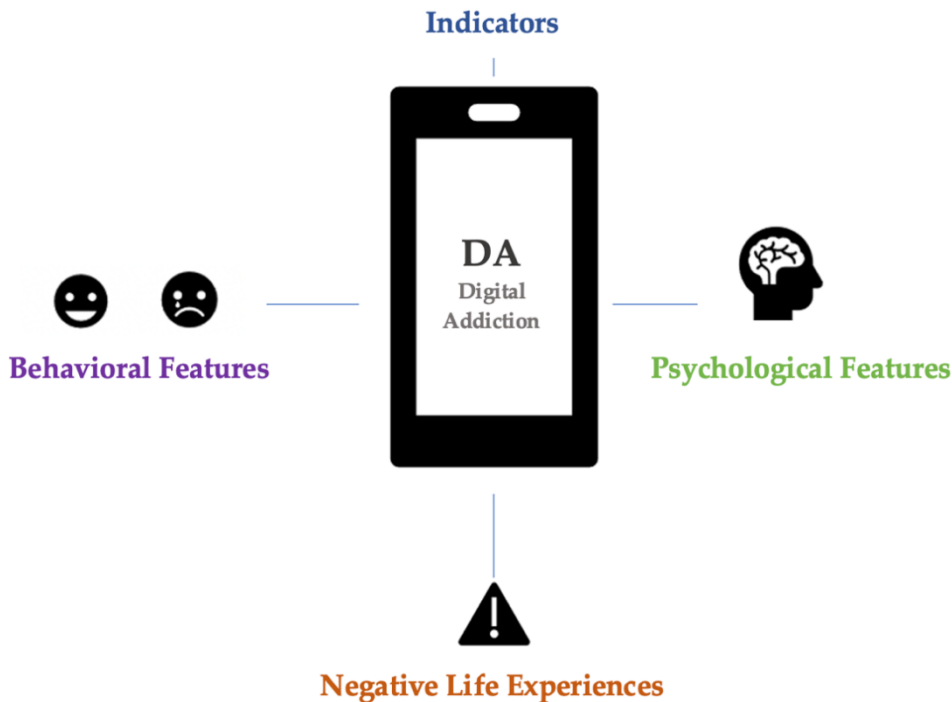 Indicators
DA
Digital
Addiction
Behavioral Features
Psychological Features
Negative Life Experiences